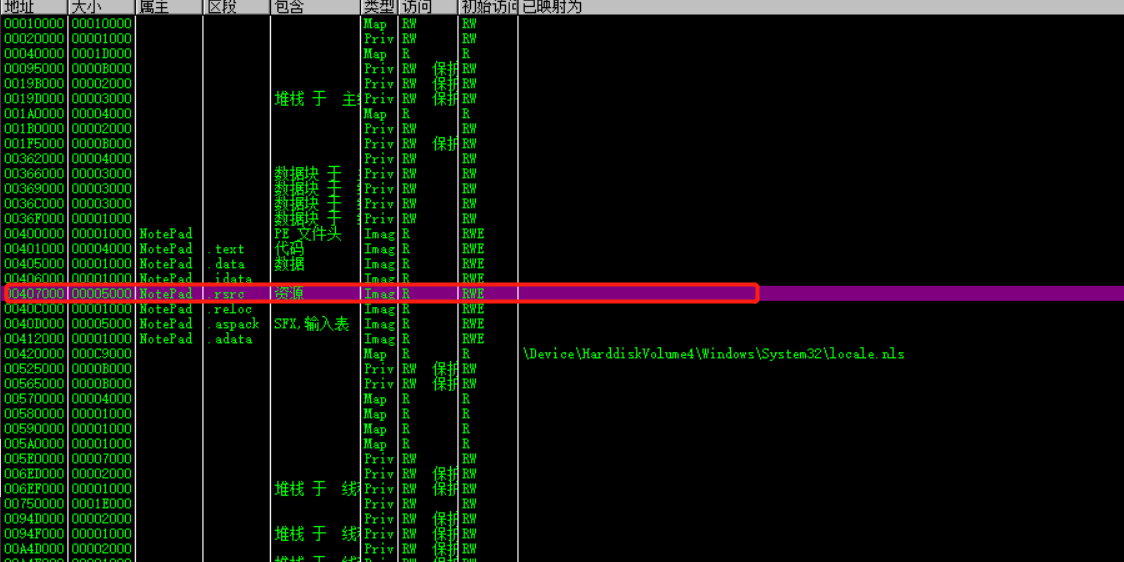 地址 大小 属主 区段 包含 类型 访问 初始访问 已映射为
00010000 00010000 Map RW RW
00020000 00001000 Priv RW RW
00040000 0001D000 Map R R
00095000 0000B000 Priv RW 保护 RW
0019B000 00002000 Priv RW 保护 RW
0019D000 00003000 堆栈 于 主 Priv RW 保护 RW
001A0000 00004000 Map R R
001B0000 00002000 Priv RW RW
001F5000 0000B000 Priv RW 保护 RW
00362000 00004000 Priv RW RW
00366000 00003000 数据块 于 Priv RW RW
00369000 00003000 数据块 于 Priv RW RW
0036C000 00003000 数据块 于 Priv RW RW
0036F000 00001000 数据块 于 Priv RW RW
00400000 00001000 NotePad PE 文件头 Imag R RWE
00401000 00004000 NotePad .text 代码 Imag R RWE
00405000 00001000 NotePad .data 数据 Imag R RWE
00406000 00001000 NotePad .idata Imag R RWE
00407000 00005000 NotePad .rsrc 资源 Imag R RWE
0040C000 00001000 NotePad .reloc Imag R RWE
0040D000 00005000 NotePad .aspack SFX,输入表 Imag R RWE
00412000 00001000 NotePad .adata Imag R RWE
00420000 000C9000 Map R R \Device\HarddiskVolume4\Windows\System32\locale.nls
00525000 0000B000 Priv RW 保护 RW
00565000 0000B000 Priv RW 保护 RW
00570000 00004000 Map R R
00580000 00001000 Map R R
00590000 00001000 Map R R
005A0000 00001000 Map R R
005E0000 00007000 Priv RW RW
006ED000 00002000 Priv RW 保护 RW
006EF000 00001000 堆栈 于 线 Priv RW 保护 RW
00750000 0001E000 Priv RW RW
0094D000 00002000 Priv RW 保护 RW
0094F000 00001000 堆栈 于 线 Priv RW 保护 RW
00A4D000 00002000 Priv RW 保护 RW
00A4F000 00001000 堆栈 于 线 Priv RW 保护 RW